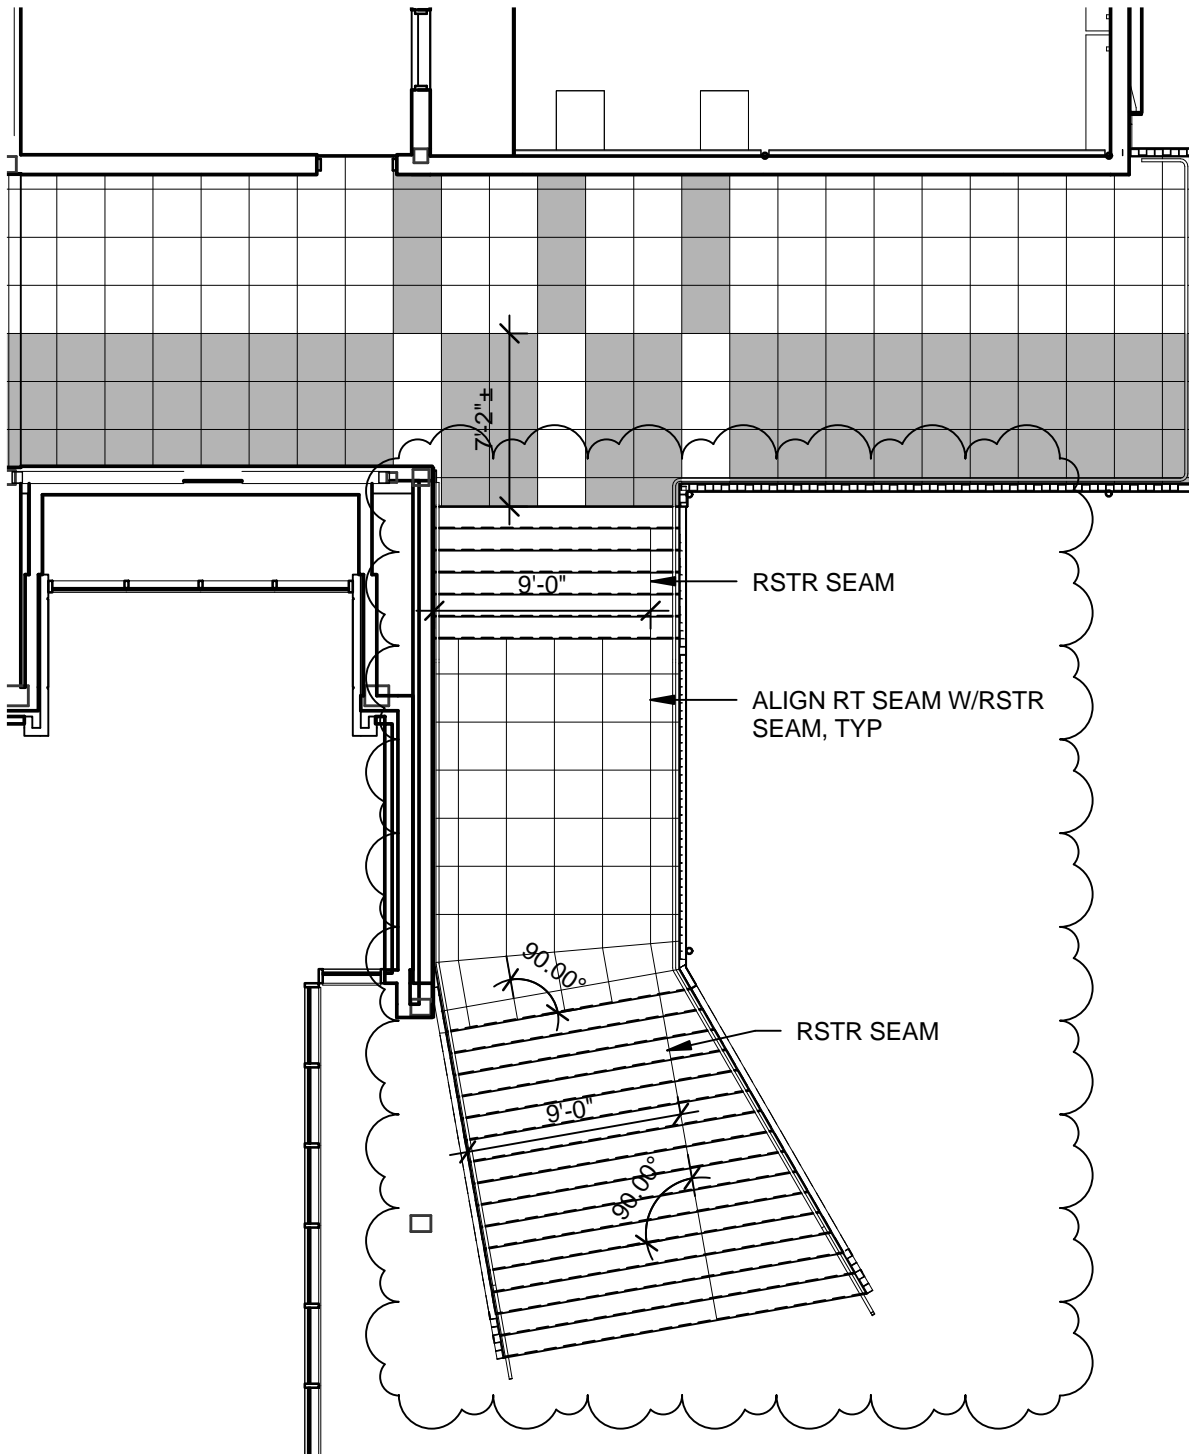 7'-2"±
9'-0"
RSTR SEAM
ALIGN RT SEAM W/RSTR
SEAM, TYP
90.00°
RSTR SEAM
9'-0"
90.00°